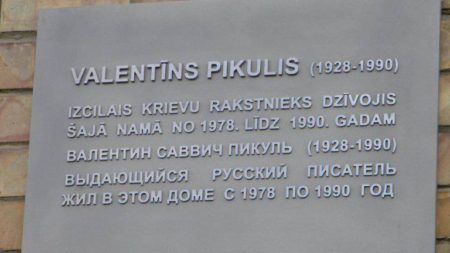 VALENTĪNS PIKULIS (1928-1990)
IZCILAIS KRIEVU RAKSTNIEKS DZĪVOJIS
ŠAJĀ NAMĀ NO 1978. LĪDZ 1990. GADAM
ВАЛЕНТИН САВВИЧ ПИКУЛЬ (1928-1990)
ВЫДАЮЩИЙСЯ РУССКИЙ ПИСАТЕЛЬ
ЖИЛ В ЭТОМ ДОМЕ С 1978 ПО 1990 ГОД